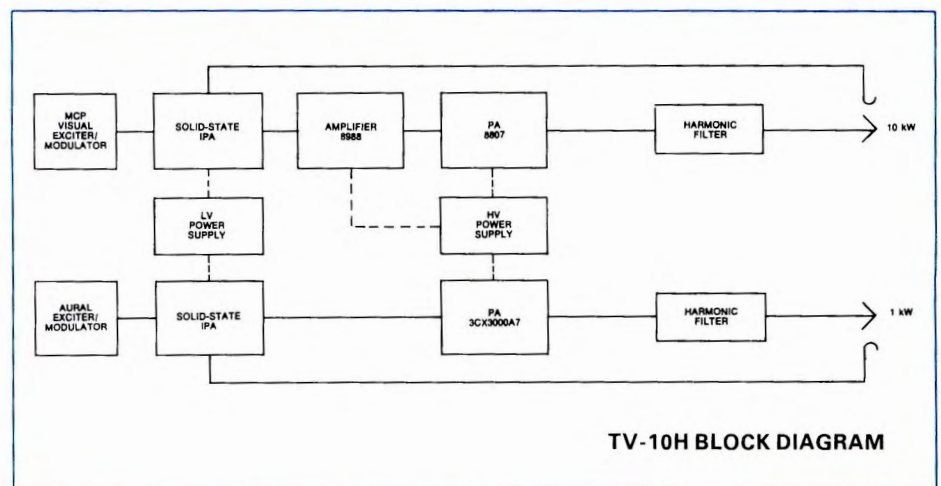 MCP
VISUAL
EXCITER/
MODULATOR
SOLID-STATE
IPA
AMPLIFIER
8988
PA
8807
HARMONIC
FILTER
10 kW
LV
POWER
SUPPLY
HV
POWER
SUPPLY
AURAL
EXCITER/
MODULATOR
SOLID-STATE
IPA
PA
3CX3000A7
HARMONIC
FILTER
1 kW
TV-10H BLOCK DIAGRAM